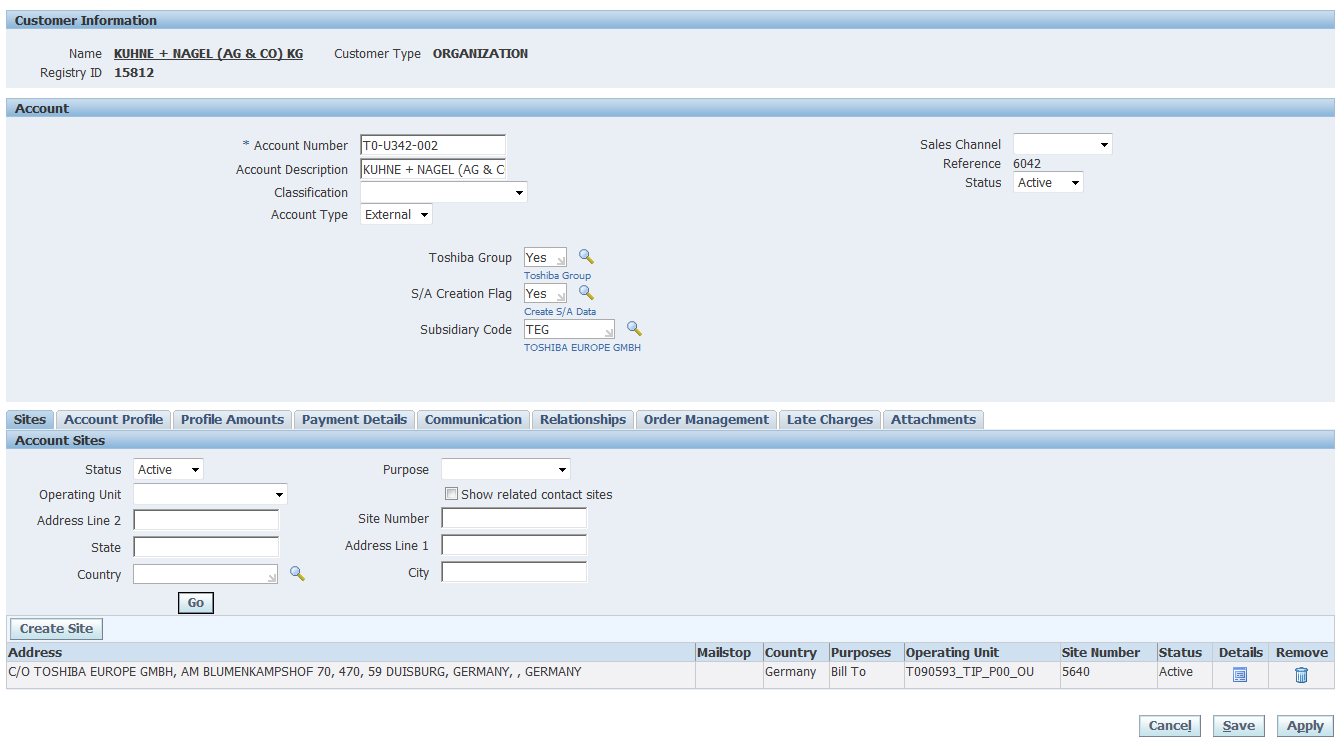 Customer Information
Name KUHNE + NAGEL (AG & CO) KG Customer Type ORGANIZATION
Registry ID 15812
Account
* Account Number T0-U342-002 Sales Channel
Account Description KUHNE + NAGEL (AG & C Reference 6042
Classification Status Active
Account Type External
Toshiba Group Yes
Toshiba Group
S/A Creation Flag Yes
Create S/A Data
Subsidiary Code TEG
TOSHIBA EUROPE GMBH
Sites Account Profile Profile Amounts Payment Details Communication Relationships Order Management Late Charges Attachments
Account Sites
Status Active Purpose
Operating Unit Show related contact sites
Address Line 2 Site Number
State Address Line 1
Country City
Go
Create Site
Address Mailstop Country Purposes Operating Unit Site Number Status Details Remove
C/O TOSHIBA EUROPE GMBH, AM BLUMENKAMPSHOF 70, 470, 59 DUISBURG, GERMANY, , GERMANY Germany Bill To T090593_TIP_P00_OU 5640 Active
Cancel Save Apply